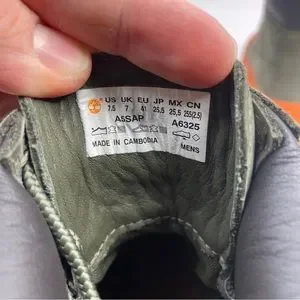 US UK EU JP MX CN
7.5 7 41 25,5 25,5 255(2.5)
A5SAP A6325
MADE IN CAMBODIA MENS